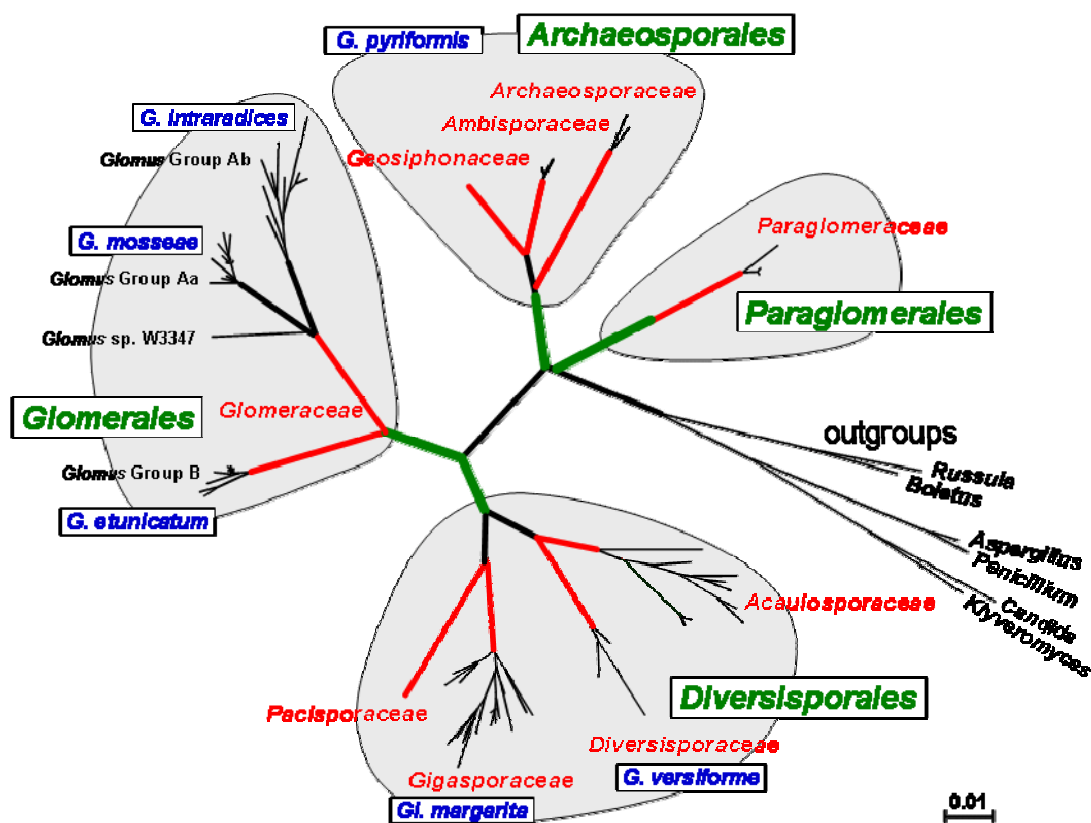 G. pyriformis
Archaeosporales
Archaeosporaceae
Ambisporaceae
Geosiphonaceae
G. intraradices
Glomus Group Ab
G. mosseae
Glomus Group Aa
Glomus sp. W3347
Glomerales
Glomeraceae
Glomus Group B
G. etunicatum
Paraglomeraceae
Paraglomerales
outgroups
Russula
Boletus
Aspergillus
Penicillium
Candida
Klyveromyces
Acaulosporaceae
Diversisporales
Pacisporaceae
Diversisporaceae
G. versiforme
Gigasporaceae
Gi. margarita
0.01